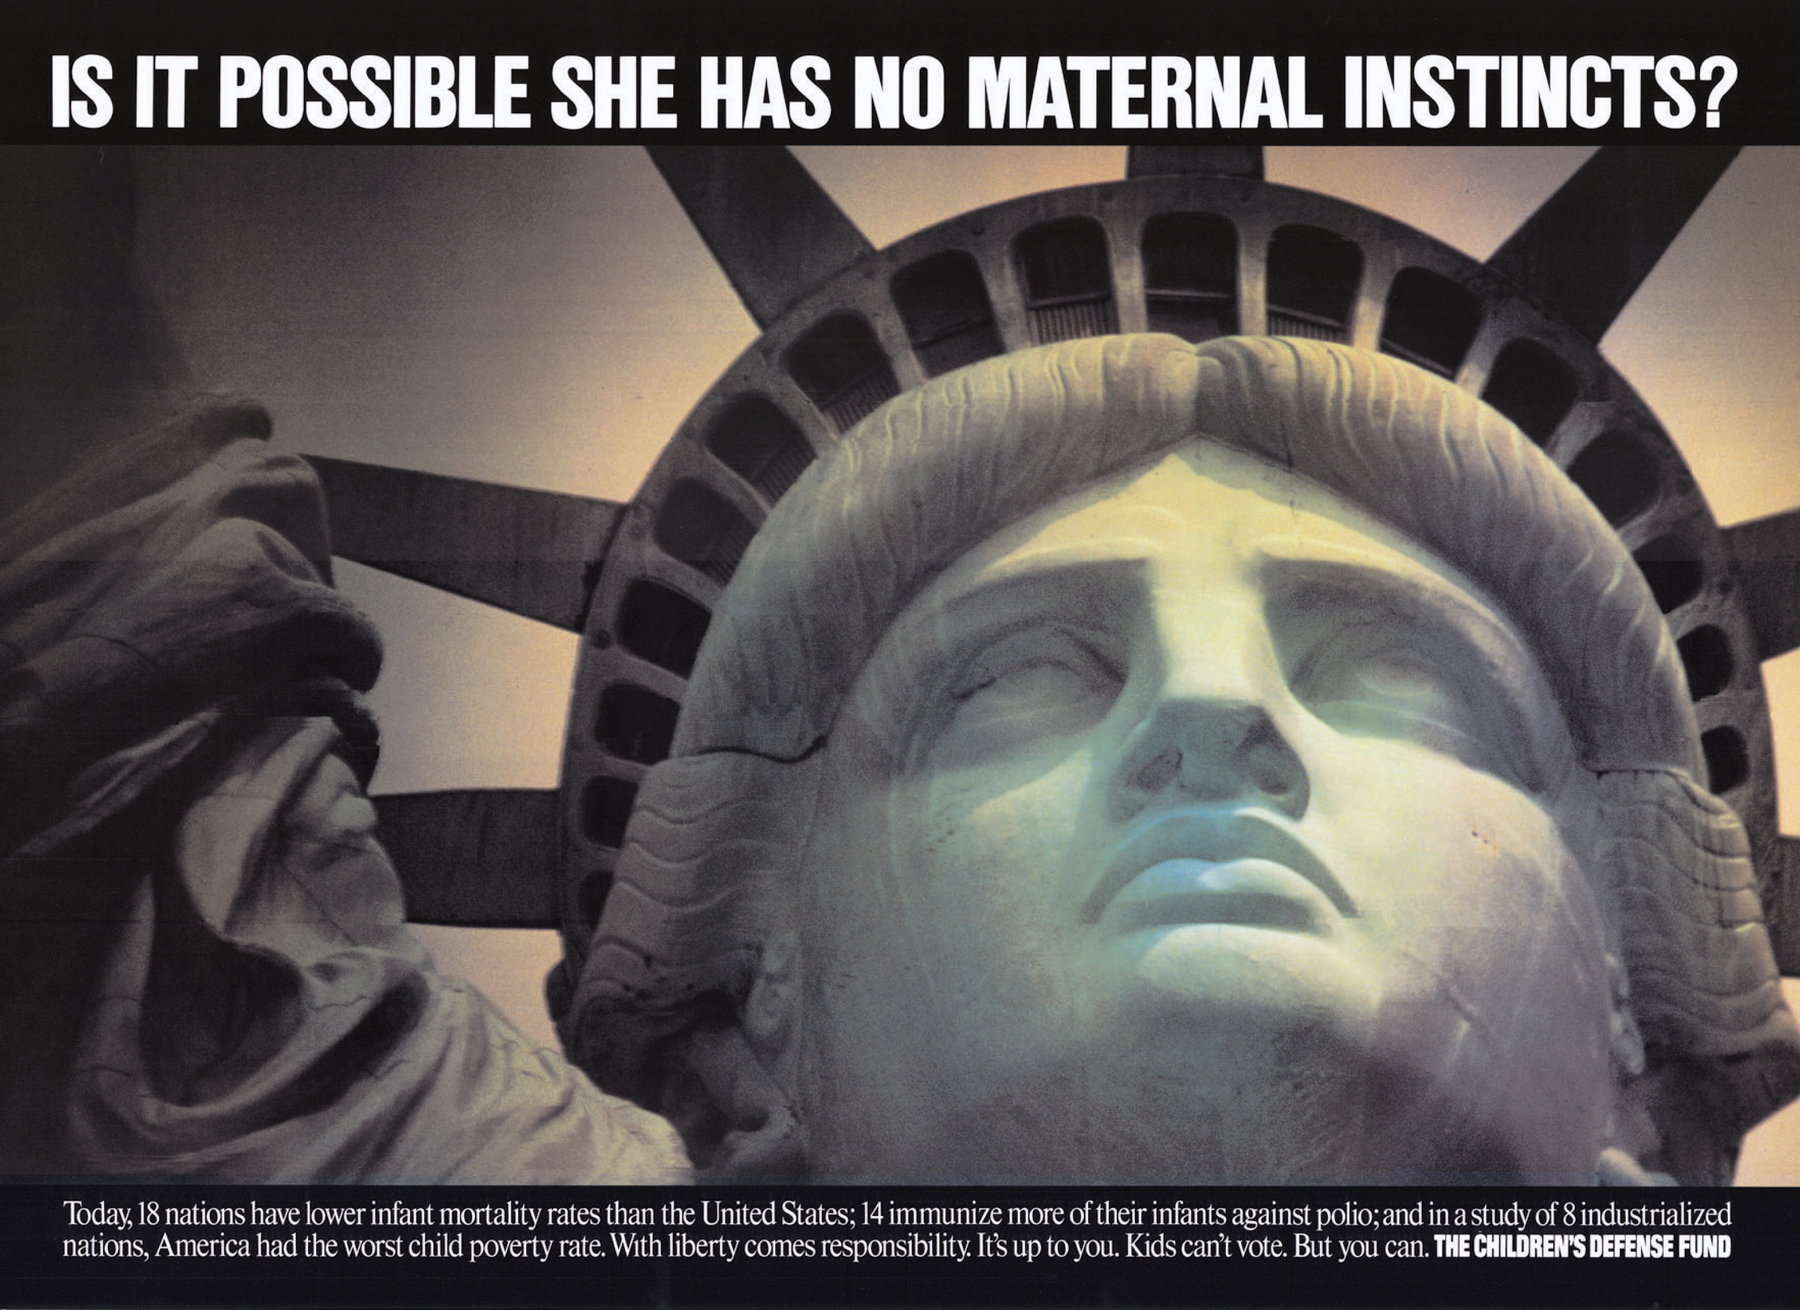 IS IT POSSIBLE SHE HAS NO MATERNAL INSTINCTS?
Today, 18 nations have lower infant mortality rates than the United States; 14 immunize more of their infants against polio; and in a study of 8 industrialized
nations, America had the worst child poverty rate. With liberty comes responsibility. It's up to you. Kids can't vote. But you can. THE CHILDREN'S DEFENSE FUND